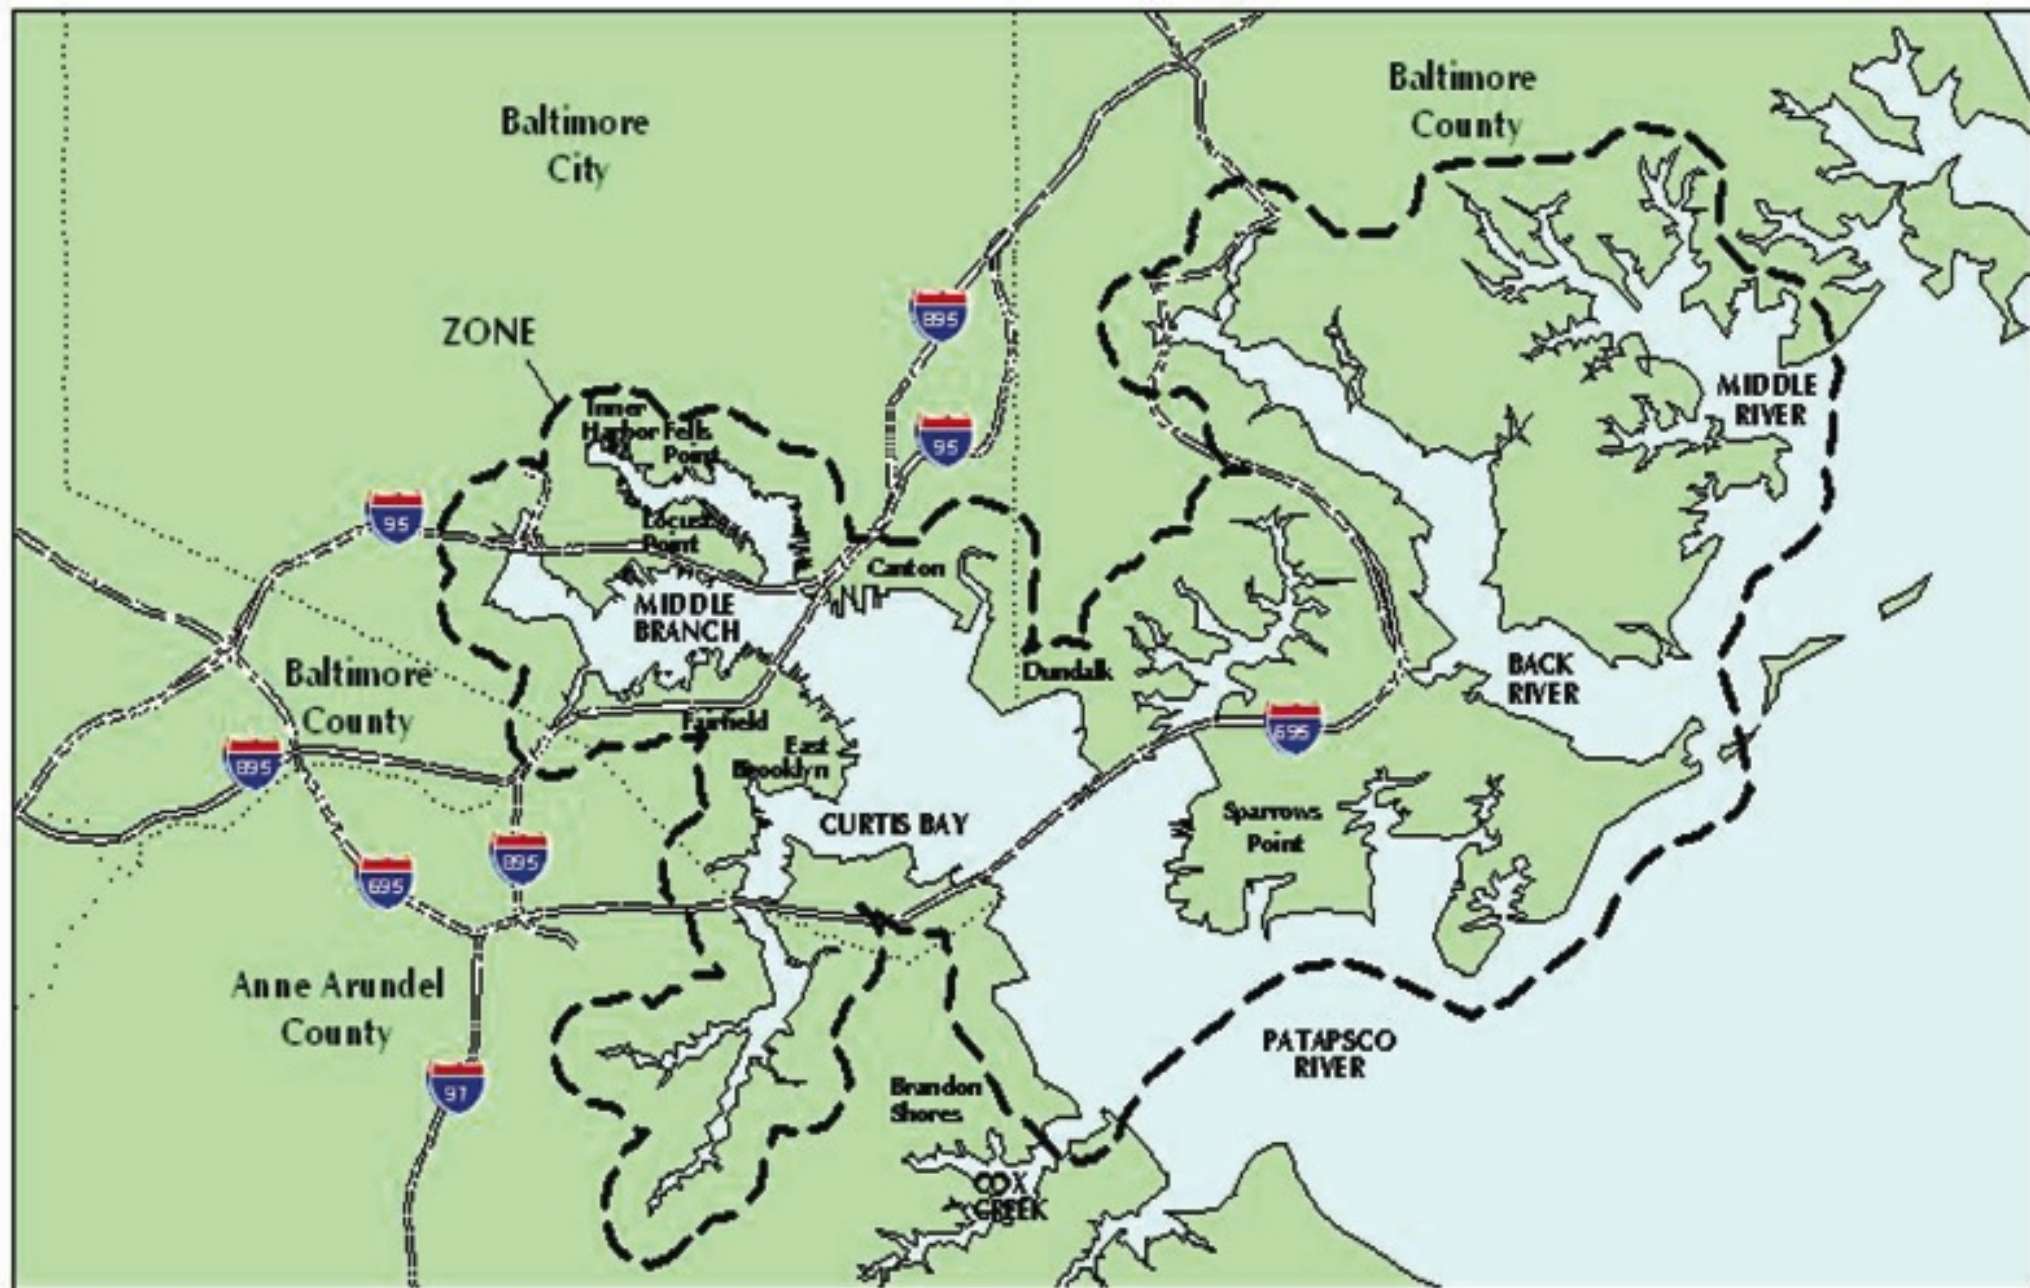 Baltimore
City
Baltimore
County
ZONE
895
95
Inner
Harbor
Fells
Point
MIDDLE
RIVER
95
Locust
Point
Canton
MIDDLE
BRANCH
Baltimore
County
Dundalk
BACK
RIVER
895
Fairfield
East
Brooklyn
695
CURTIS BAY
Sparrows
Point
695
895
Anne Arundel
County
97
PATAPSCO
RIVER
Brandon
Shores
COX
CREEK